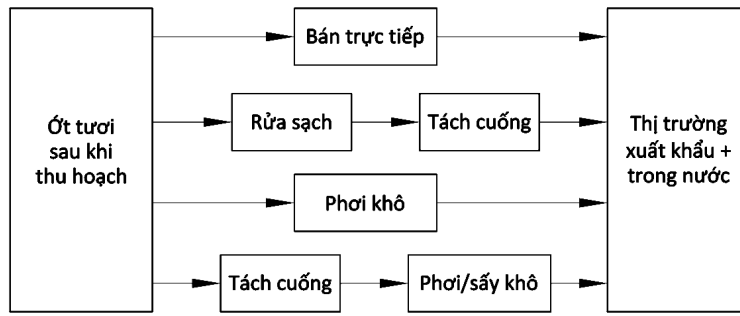 Ớt tươi
sau khi
thu hoạch
Bán trực tiếp
Rửa sạch
Tách cuống
Phơi khô
Tách cuống
Phơi/sấy khô
Thị trường
xuất khẩu +
trong nước